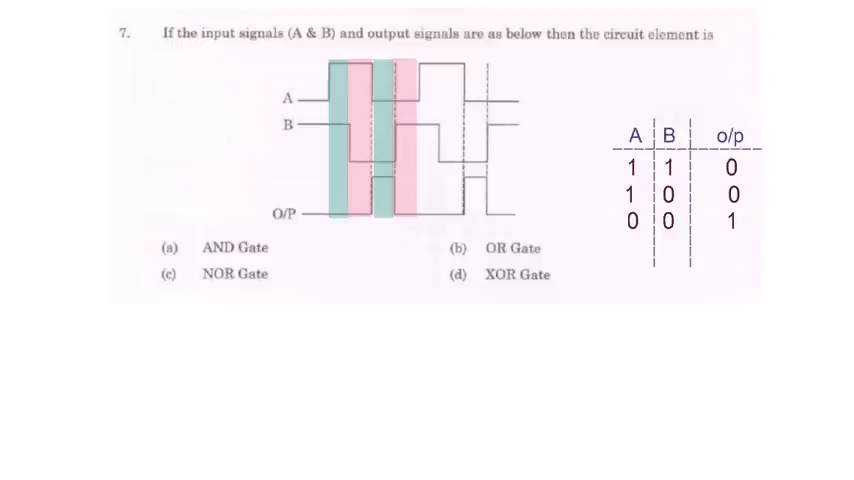 7. If the input signals (A & B) and output signals are as below then the circuit element is
A
B
O/P
(a) AND Gate (b) OR Gate
(c) NOR Gate (d) XOR Gate
A B o/p
1 1 0
1 0 0
0 0 1